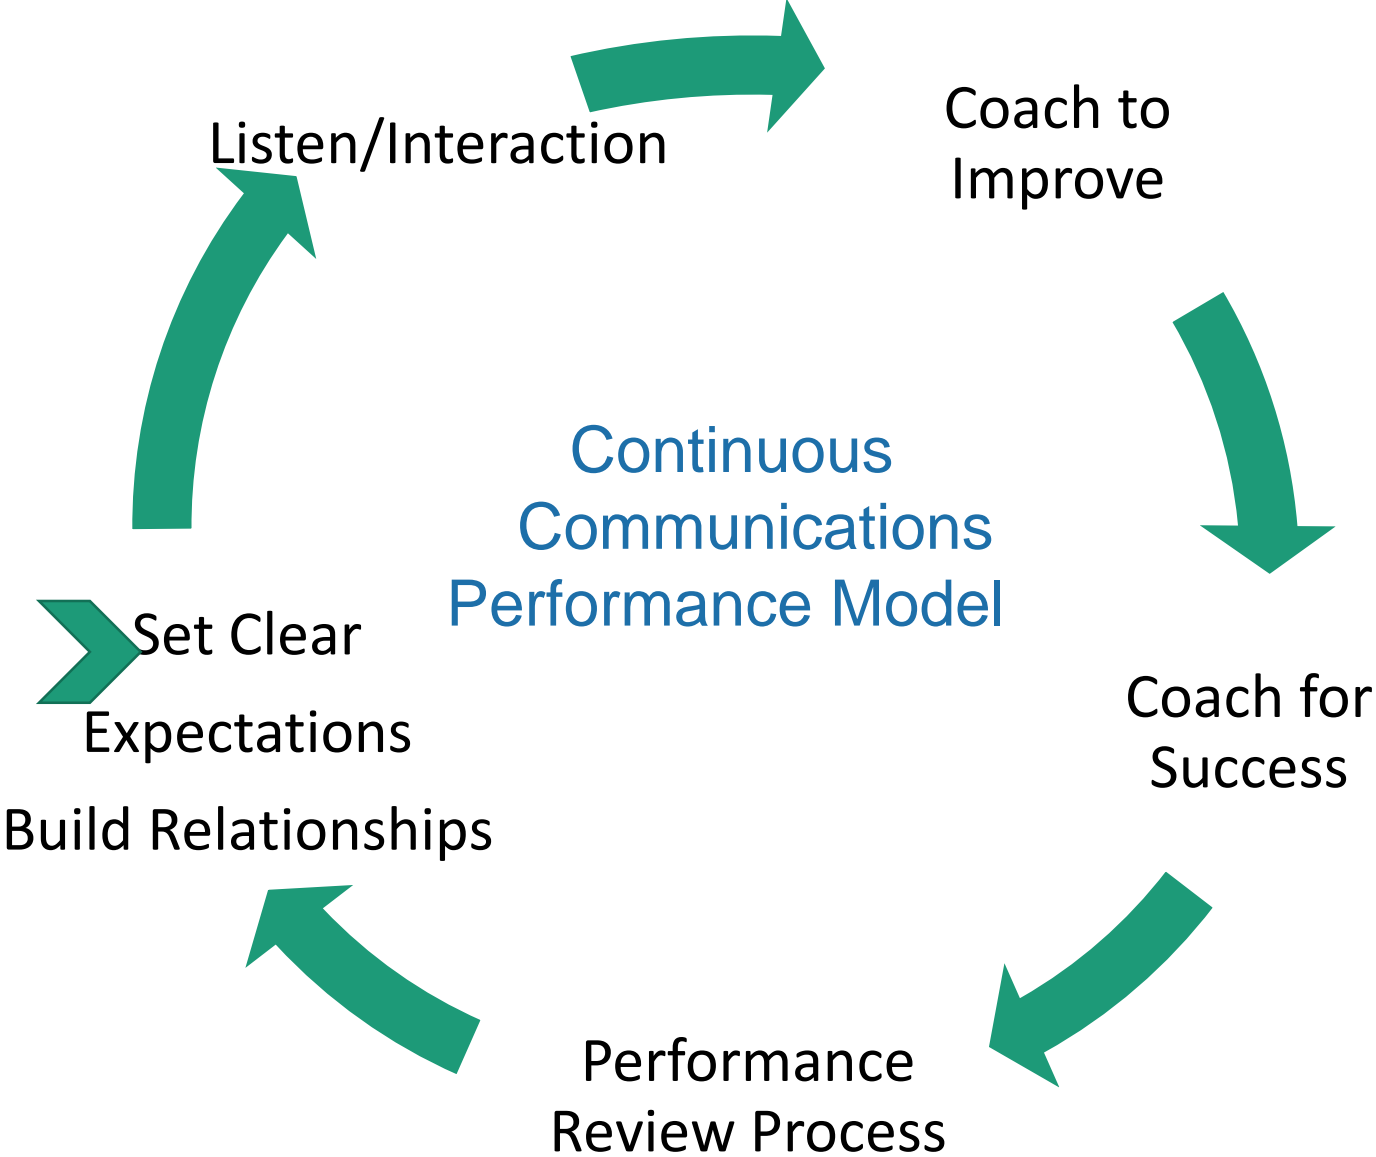 Listen/Interaction
Coach to
Improve
Continuous
Communications
Performance Model
Set Clear
Expectations
Build Relationships
Coach for
Success
Performance
Review Process